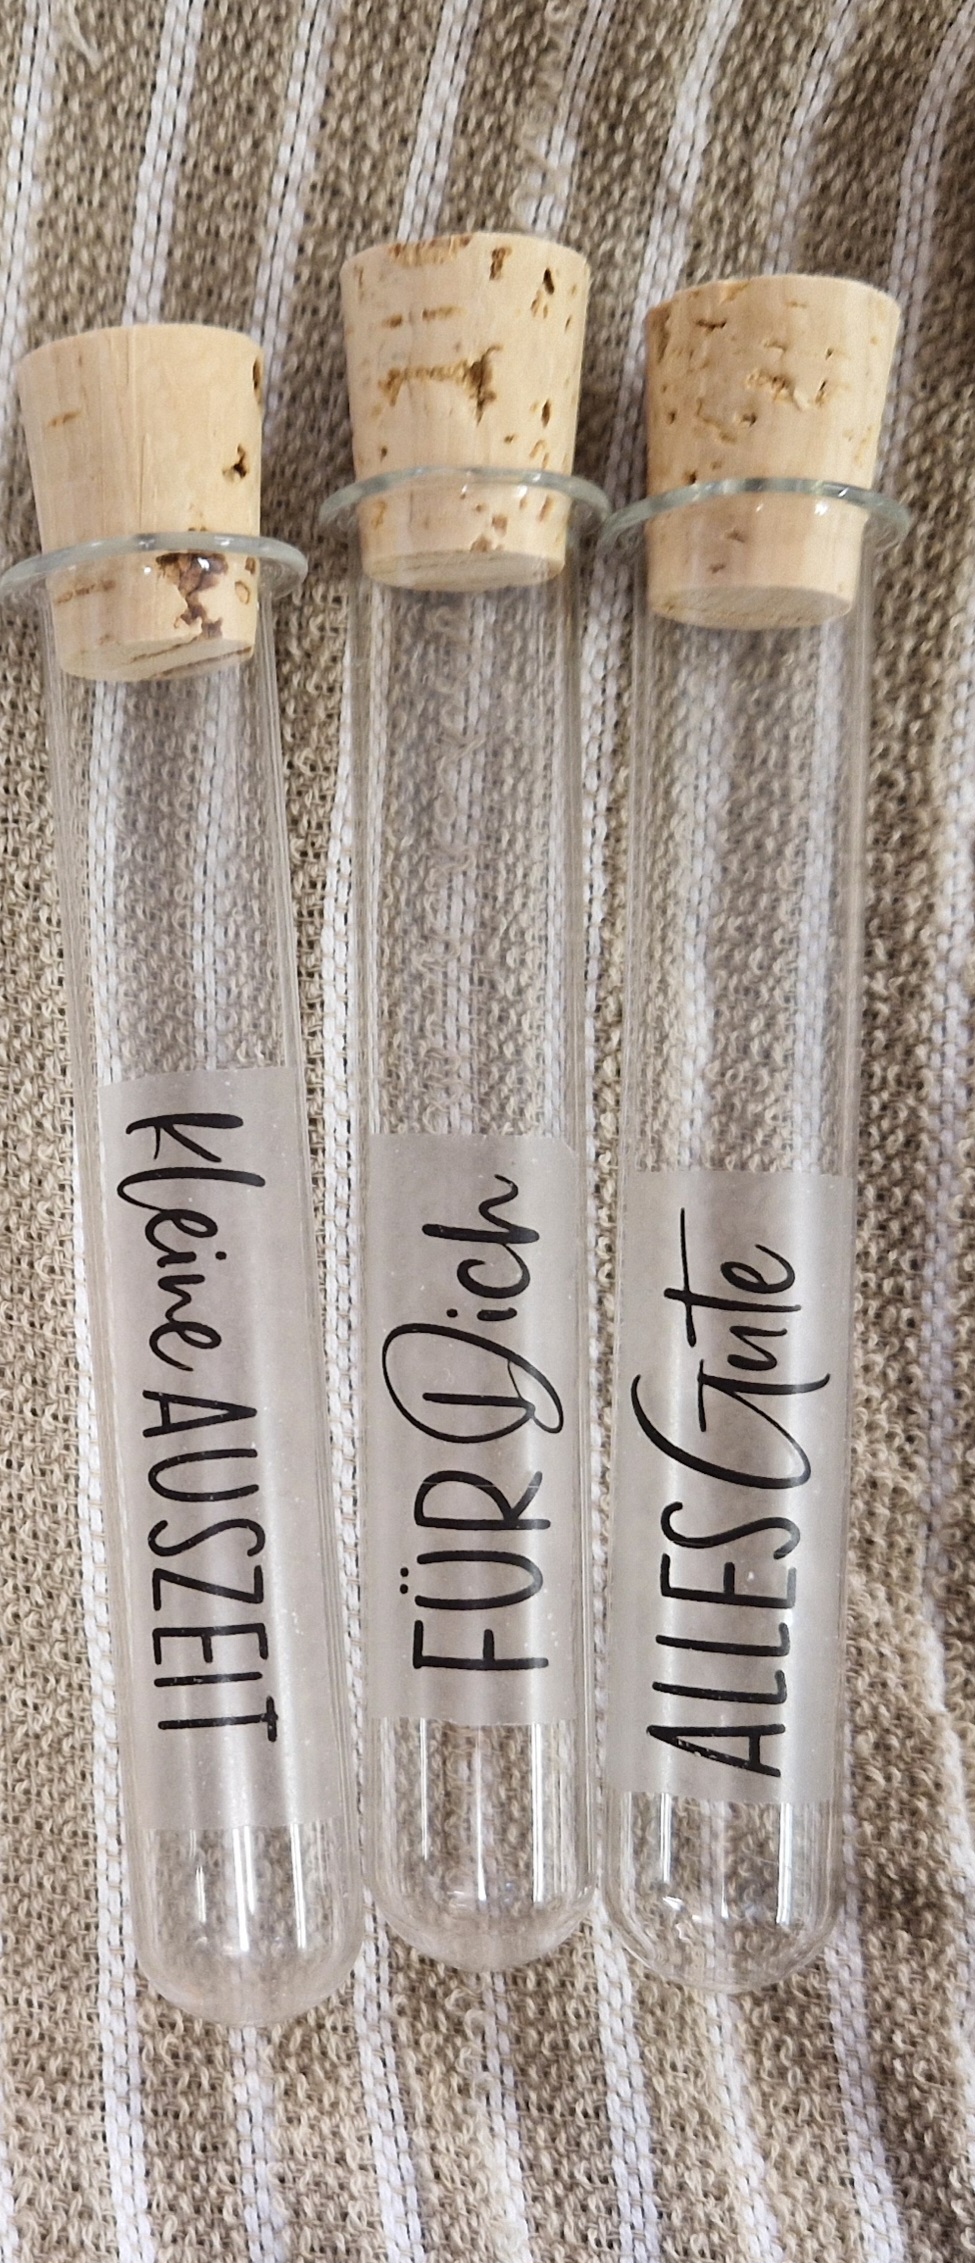 Kleine AUSZEIT
FÜR Dich
ALLES Gute